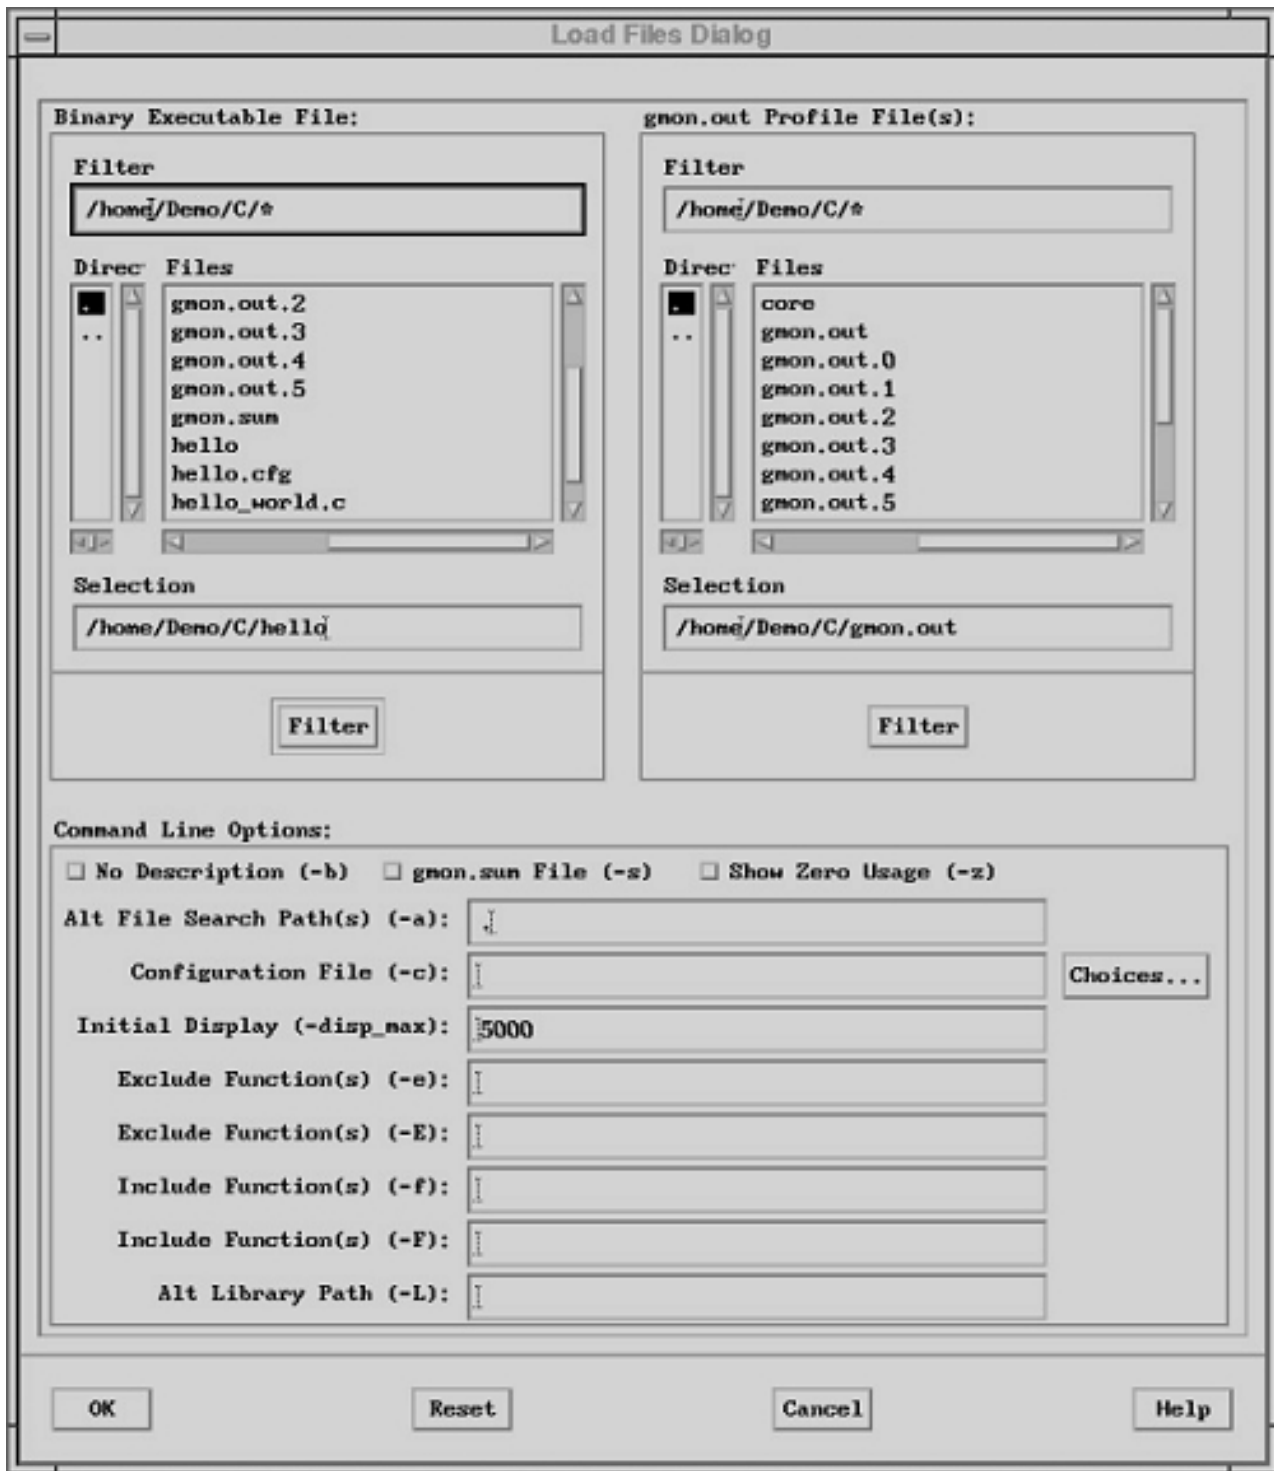 Load Files Dialog
Binary Executable File:
Filter
/home/Demo/C/*
Direc Files
.
..
gmon.out.2
gmon.out.3
gmon.out.4
gmon.out.5
gmon.sum
hello
hello.cfg
hello_world.c
Selection
/home/Demo/C/hello
Filter
gmon.out Profile File(s):
Filter
/home/Demo/C/*
Direc Files
.
..
core
gmon.out
gmon.out.0
gmon.out.1
gmon.out.2
gmon.out.3
gmon.out.4
gmon.out.5
Selection
/home/Demo/C/gmon.out
Filter
Command Line Options:
No Description (-b) gmon.sum File (-s) Show Zero Usage (-z)
Alt File Search Path(s) (-a): .
Configuration File (-c): Choices...
Initial Display (-disp_max): 5000
Exclude Function(s) (-e):
Exclude Function(s) (-E):
Include Function(s) (-f):
Include Function(s) (-F):
Alt Library Path (-L):
OK Reset Cancel Help